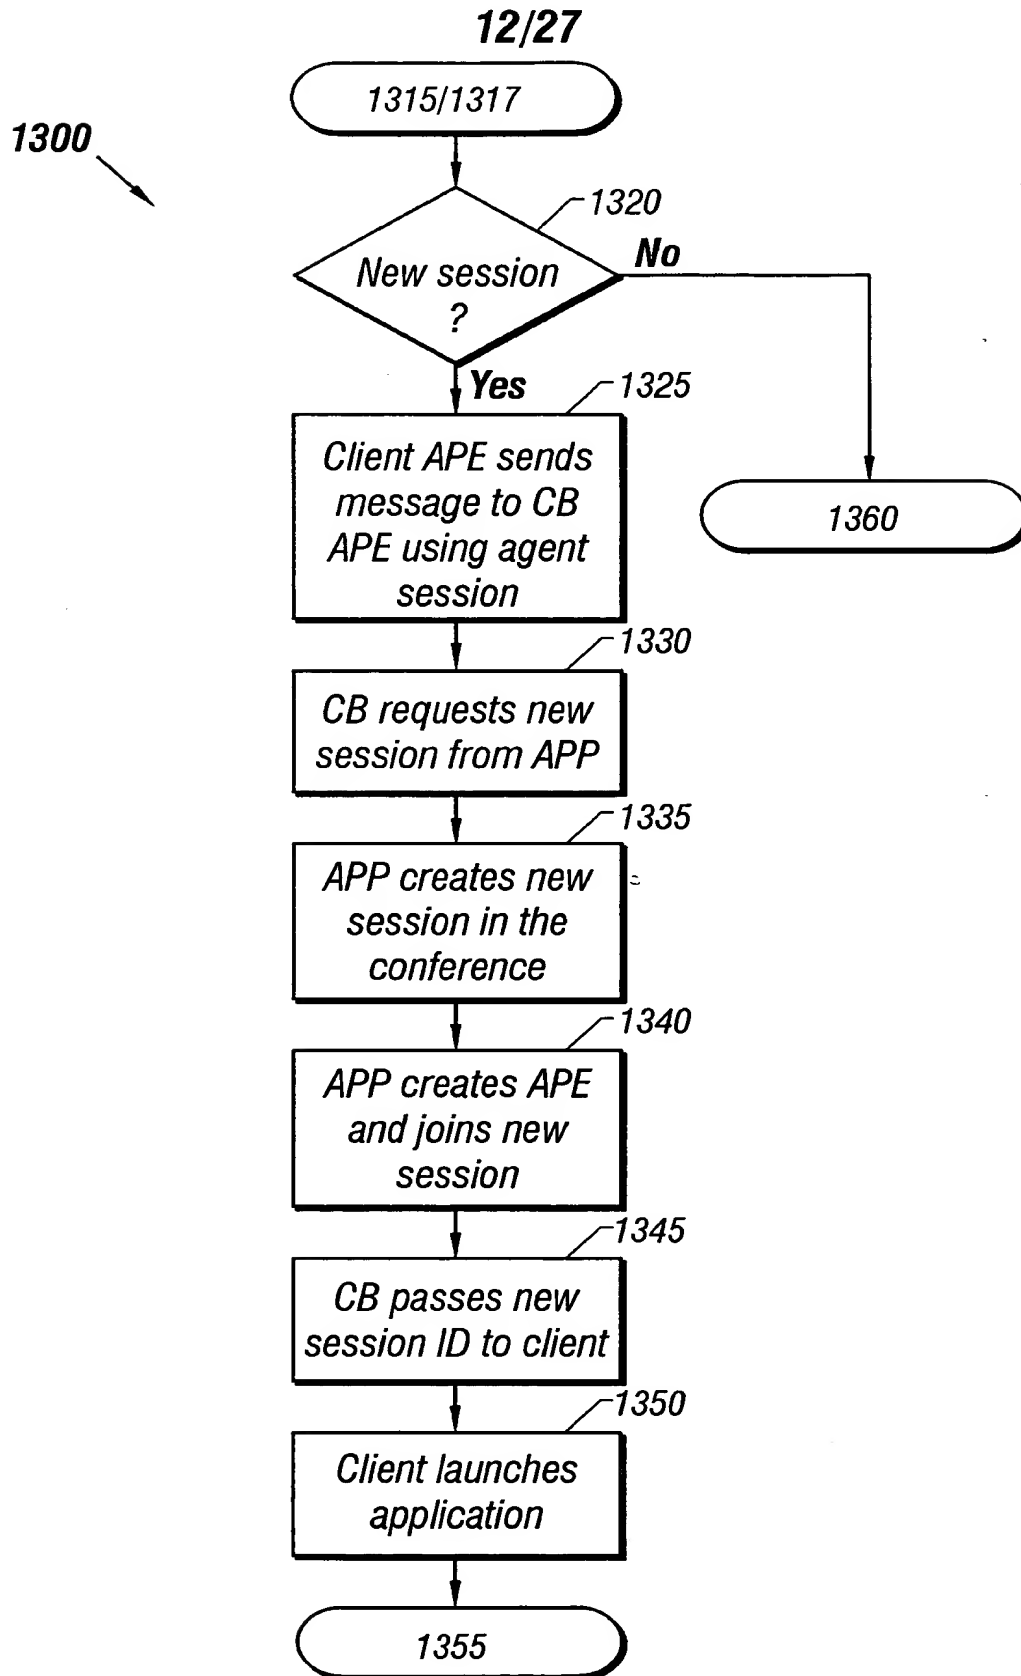 12/27
1315/1317
1300
1320
New session
?
No
Yes
1325
Client APE sends
message to CB
APE using agent
session
1360
1330
CB requests new
session from APP
1335
APP creates new
session in the
conference
1340
APP creates APE
and joins new
session
1345
CB passes new
session ID to client
1350
Client launches
application
1355